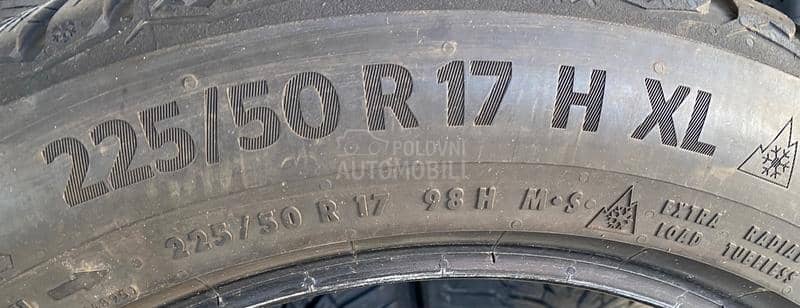 225/50 R 17 H XL
POLOVNI
AUTOMOBILI
225/50 R 17 98 H M·S EXTRA LOAD RADIAL TUBELESS